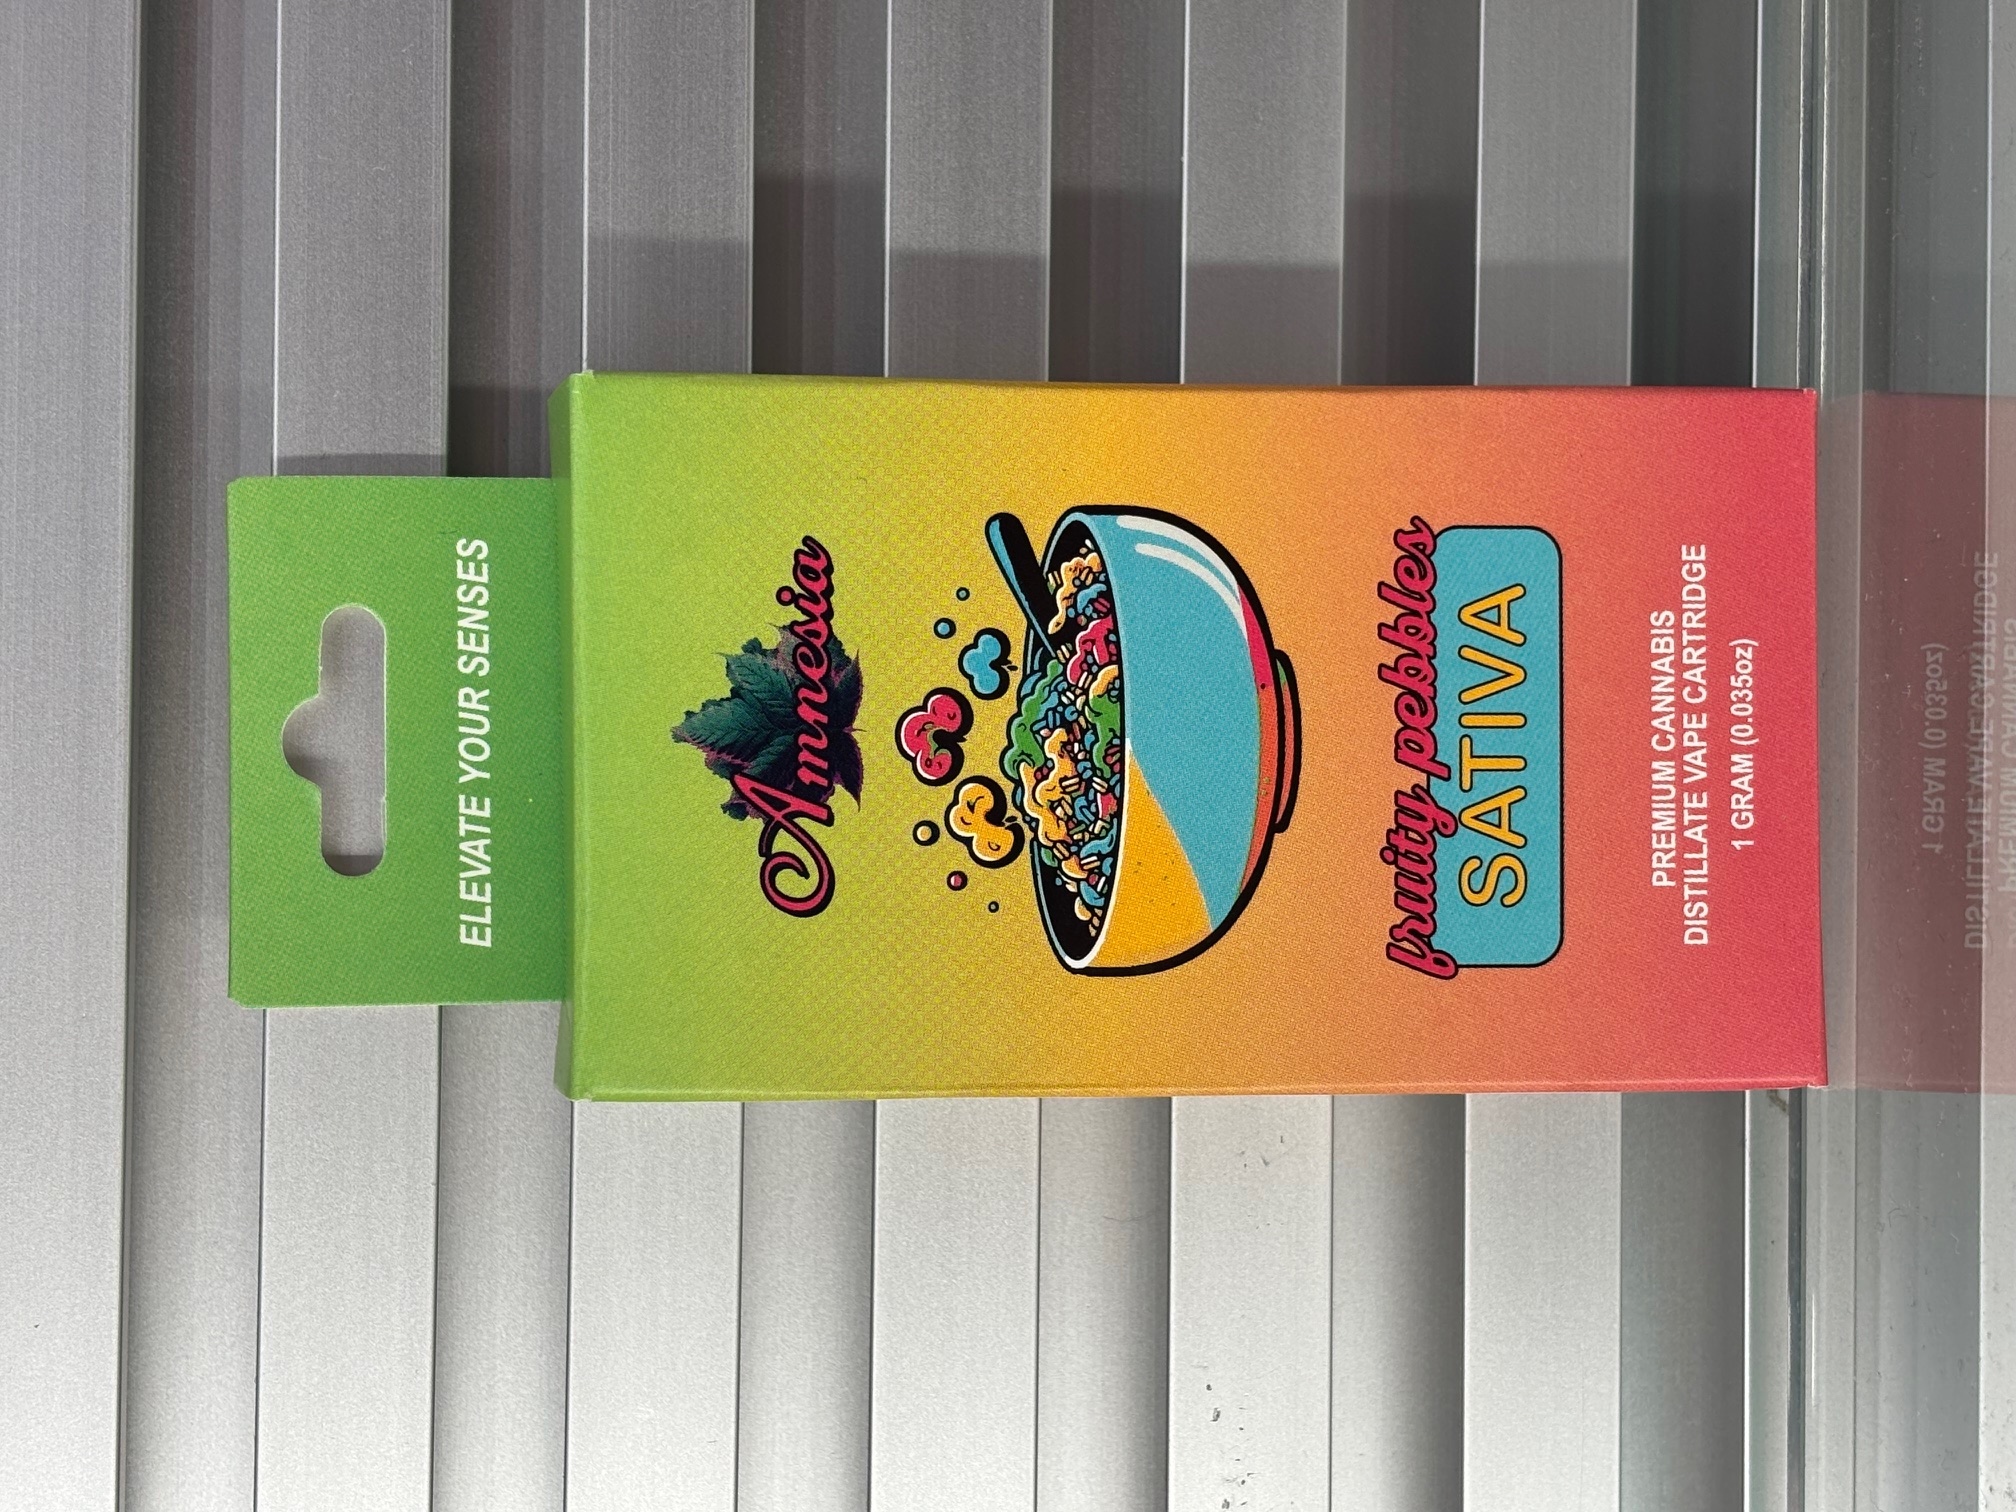 ELEVATE YOUR SENSES
Amnesia
fruity pebbles
SATIVA
PREMIUM CANNABIS
DISTILLATE VAPE CARTRIDGE
1 GRAM (0.035oz)